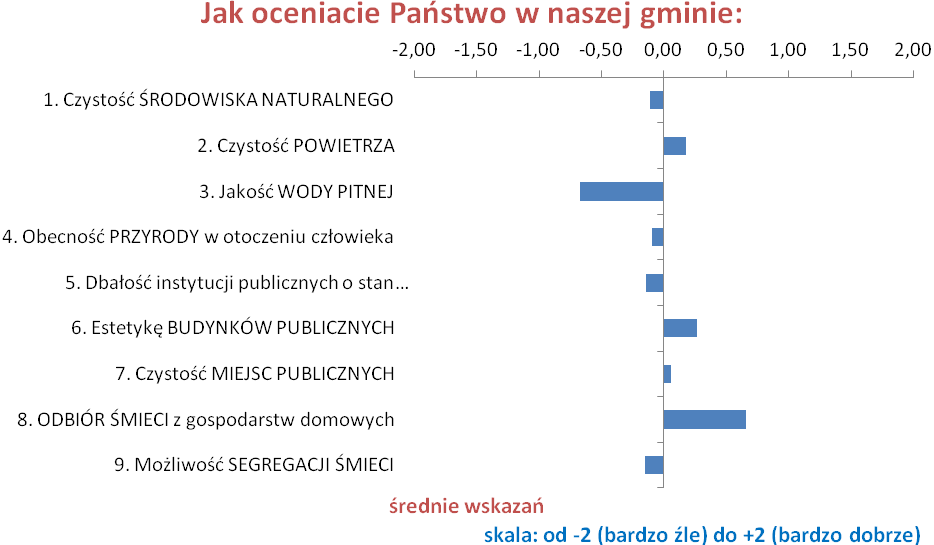 Jak oceniacie Państwo w naszej gminie:
-2,00 -1,50 -1,00 -0,50 0,00 0,50 1,00 1,50 2,00
1. Czystość ŚRODOWISKA NATURALNEGO
2. Czystość POWIETRZA
3. Jakość WODY PITNEJ
4. Obecność PRZYRODY w otoczeniu człowieka
5. Dbałość instytucji publicznych o stan...
6. Estetykę BUDYNKÓW PUBLICZNYCH
7. Czystość MIEJSC PUBLICZNYCH
8. ODBIÓR ŚMIECI z gospodarstw domowych
9. Możliwość SEGREGACJI ŚMIECI
średnie wskazań
skala: od -2 (bardzo źle) do +2 (bardzo dobrze)